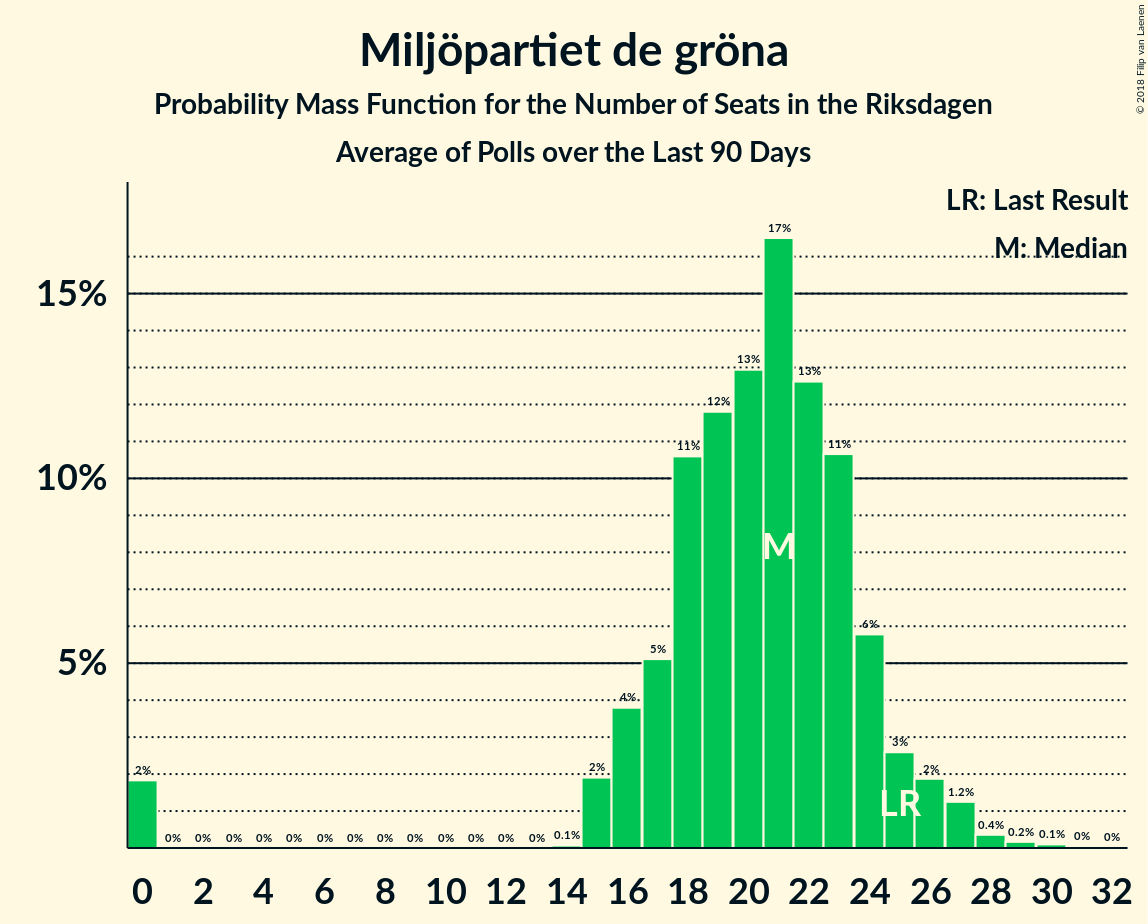 Miljöpartiet de gröna
Probability Mass Function for the Number of Seats in the Riksdagen
Average of Polls over the Last 90 Days
© 2018 Filip van Laenen
LR: Last Result
M: Median
15%
10%
5%
2% 0% 0% 0% 0% 0% 0% 0% 0% 0% 0% 0% 0% 0% 0.1% 2% 4% 5% 11% 12% 13% 17% 13% 11% 6% 3% 2% 1.2% 0.4% 0.2% 0.1% 0% 0%
M
LR
0 2 4 6 8 10 12 14 16 18 20 22 24 26 28 30 32